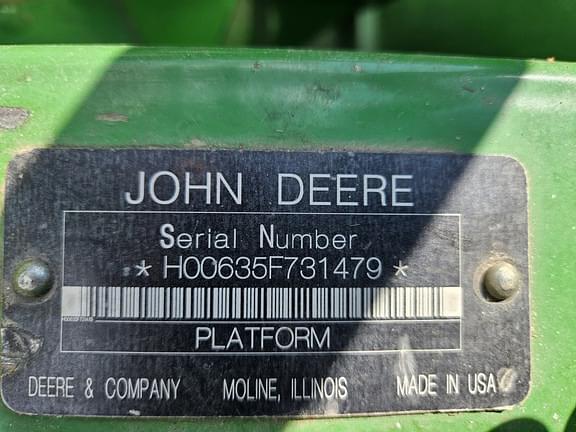 JOHN DEERE
Serial Number
* H00635F731479 *
PLATFORM
DEERE & COMPANY MOLINE, ILLINOIS MADE IN USA